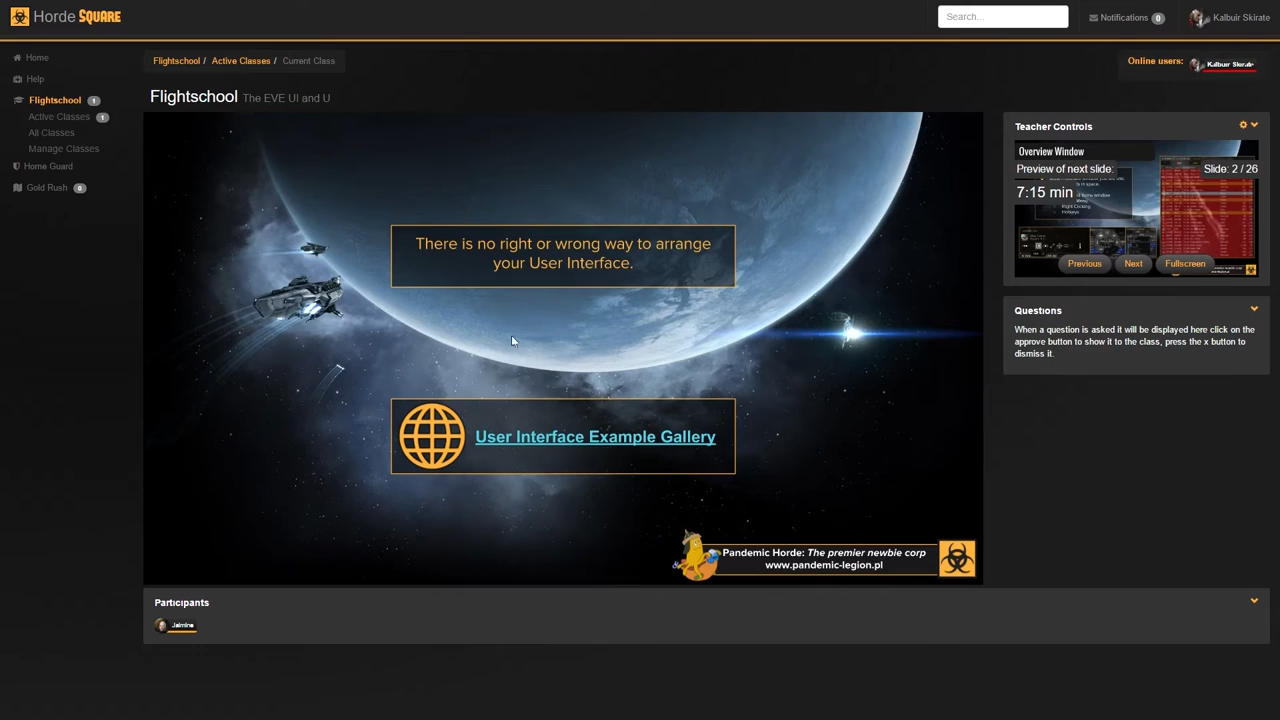 Horde SQUARE
Search...
Notifications 0
Kalbuir Skirate
Home
Help
Flightschool 1
Active Classes 1
All Classes
Manage Classes
Home Guard
Gold Rush 0
Flightschool / Active Classes / Current Class
Online users: Kalbuir Skirate
Flightschool The EVE UI and U
There is no right or wrong way to arrange
your User Interface.
User Interface Example Gallery
Pandemic Horde: The premier newbie corp
www.pandemic-legion.pl
Teacher Controls
Overview Window
Preview of next slide:
Slide: 2 / 26
7:15 min
Previous
Next
Fullscreen
Questions
When a question is asked it will be displayed here click on the
approve button to show it to the class, press the x button to
dismiss it.
Participants
Jalmine